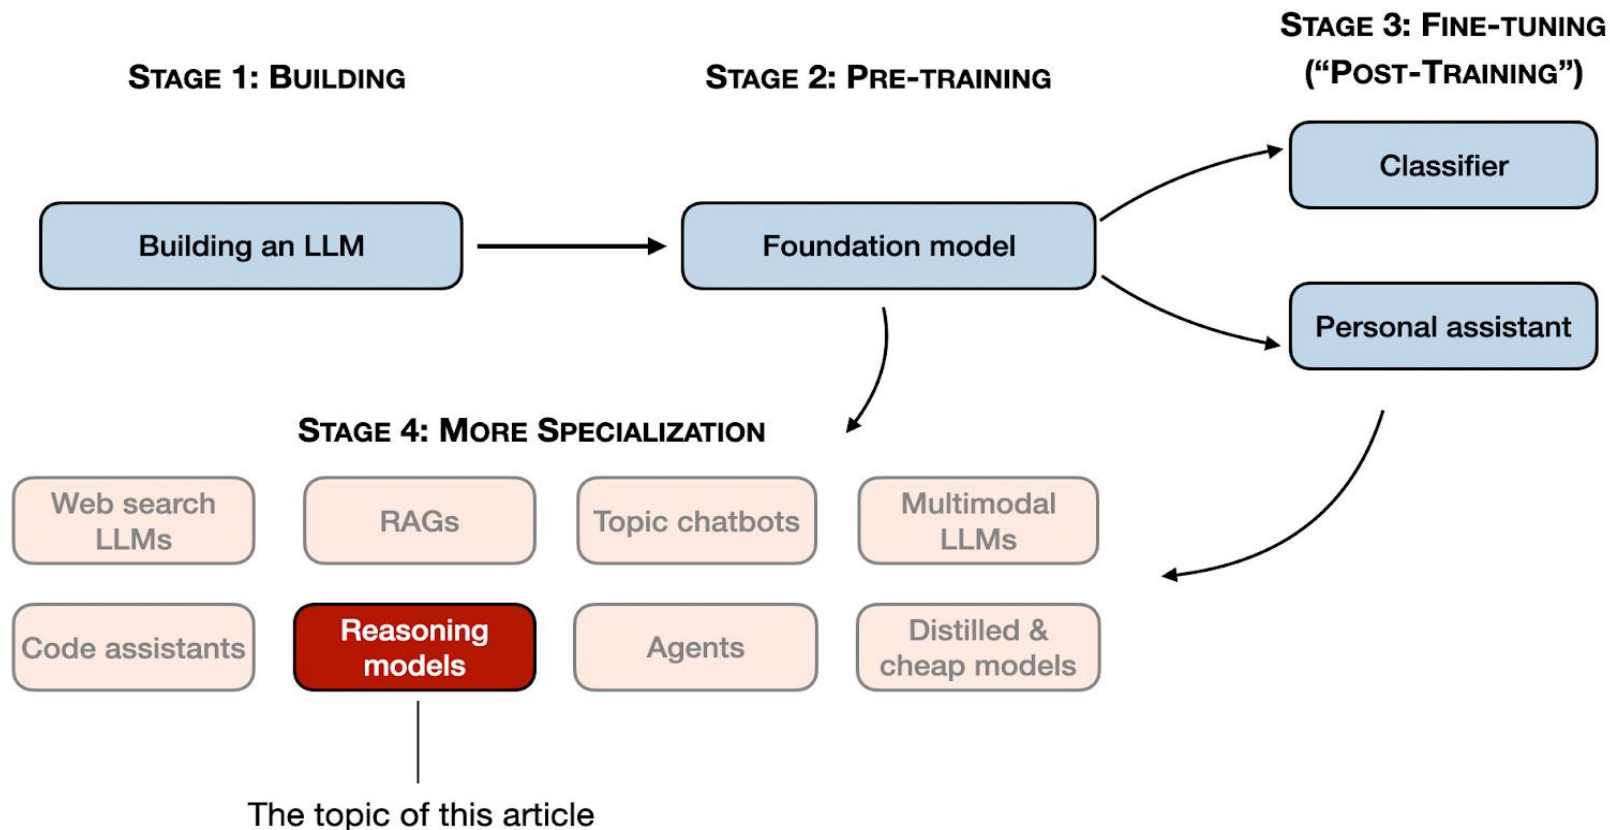 STAGE 1: BUILDING
STAGE 2: PRE-TRAINING
STAGE 3: FINE-TUNING
(“POST-TRAINING”)
Building an LLM
Foundation model
Classifier
Personal assistant
STAGE 4: MORE SPECIALIZATION
Web search
LLMs
RAGs
Topic chatbots
Multimodal
LLMs
Code assistants
Reasoning
models
Agents
Distilled &
cheap models
The topic of this article